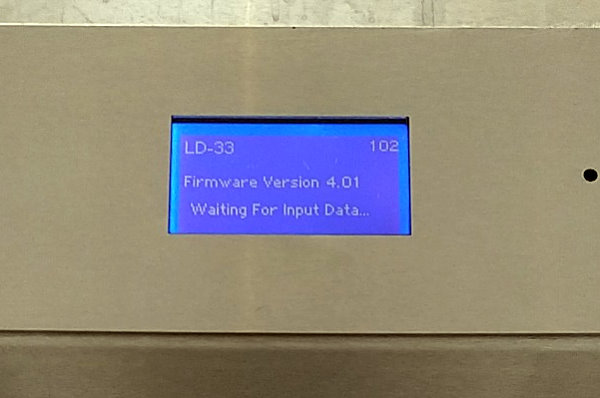 LD-33 102
Firmware Version 4.01
Waiting For Input Data...